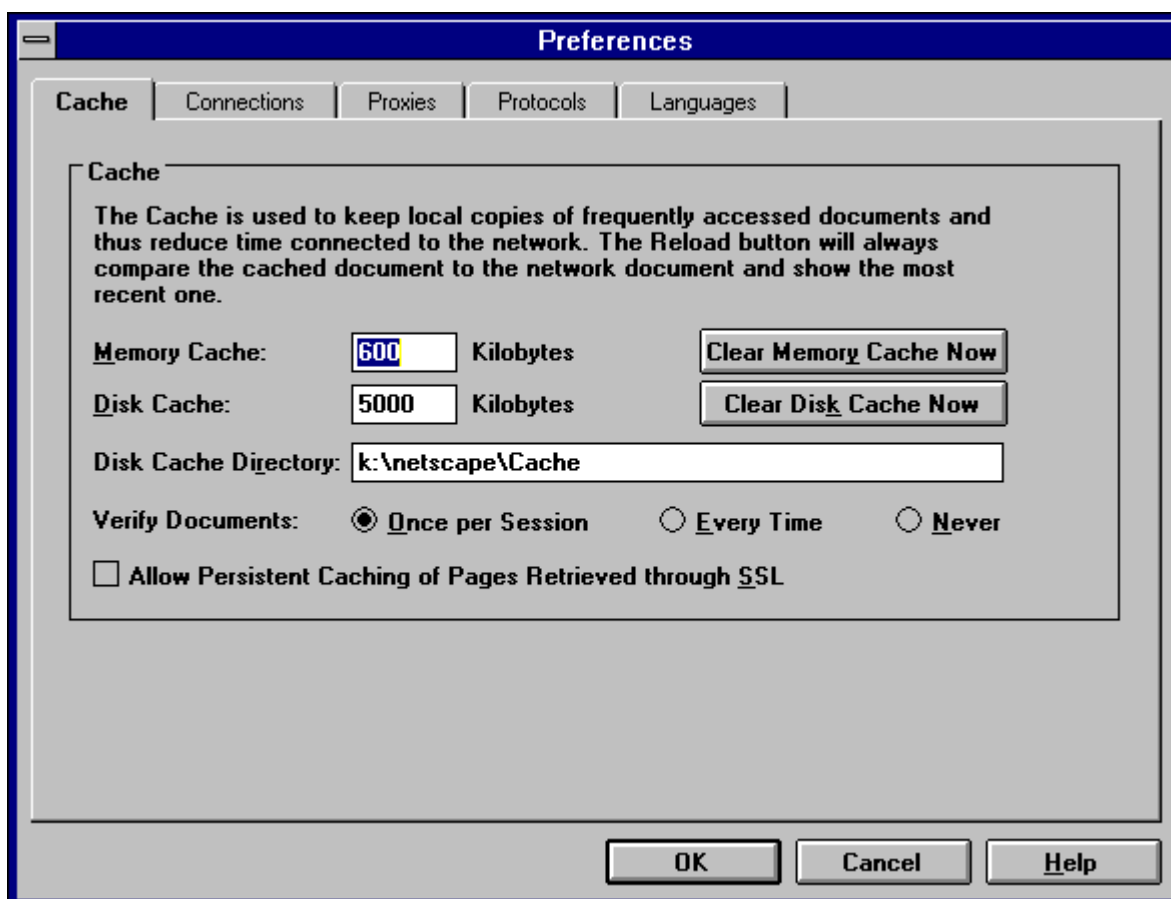 Preferences
Cache Connections Proxies Protocols Languages
Cache
The Cache is used to keep local copies of frequently accessed documents and
thus reduce time connected to the network. The Reload button will always
compare the cached document to the network document and show the most
recent one.
Memory Cache: 600 Kilobytes Clear Memory Cache Now
Disk Cache: 5000 Kilobytes Clear Disk Cache Now
Disk Cache Directory: k:\netscape\Cache
Verify Documents: Once per Session Every Time Never
Allow Persistent Caching of Pages Retrieved through SSL
OK Cancel Help